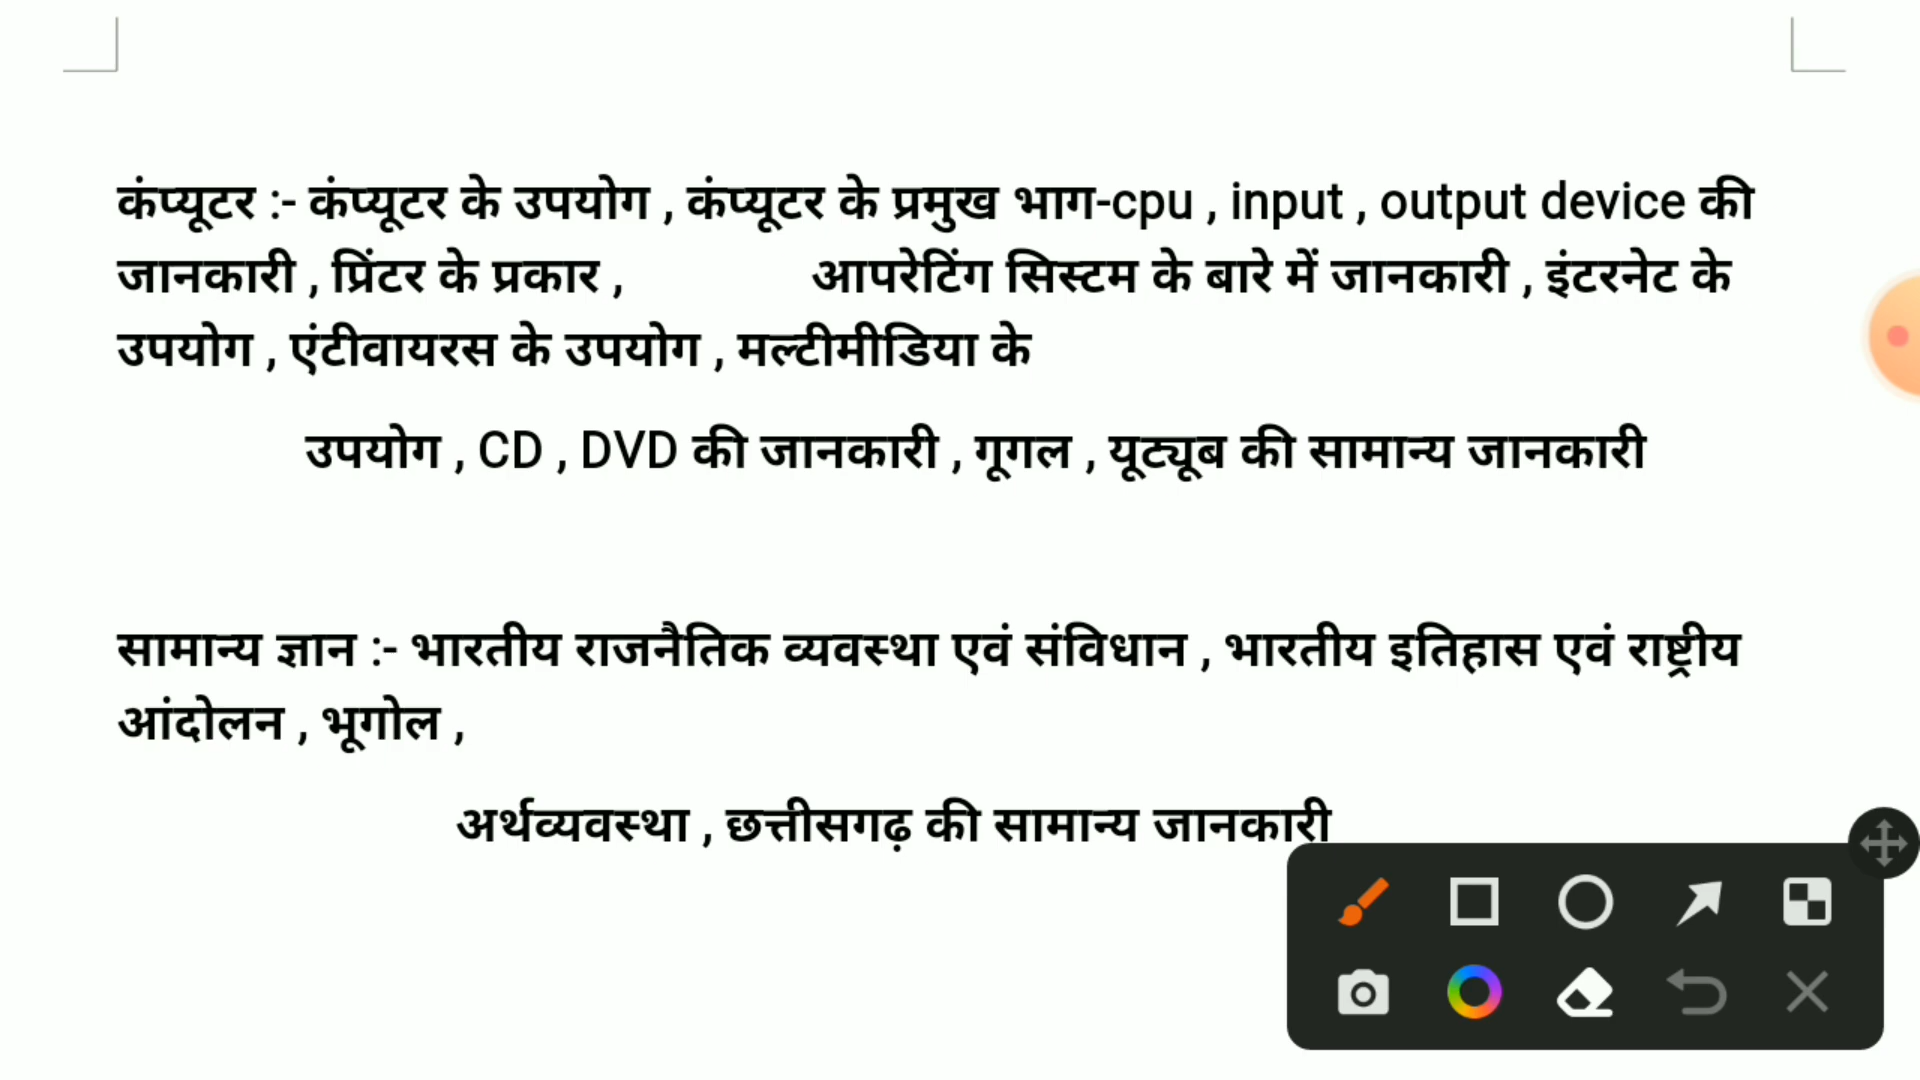 कंप्यूटर :- कंप्यूटर के उपयोग , कंप्यूटर के प्रमुख भाग-cpu , input , output device की
जानकारी , प्रिंटर के प्रकार , आपरेटिंग सिस्टम के बारे में जानकारी , इंटरनेट के
उपयोग , एंटीवायरस के उपयोग , मल्टीमीडिया के
उपयोग , CD , DVD की जानकारी , गूगल , यूट्यूब की सामान्य जानकारी
सामान्य ज्ञान :- भारतीय राजनैतिक व्यवस्था एवं संविधान , भारतीय इतिहास एवं राष्ट्रीय
आंदोलन , भूगोल ,
अर्थव्यवस्था , छत्तीसगढ़ की सामान्य जानकारी